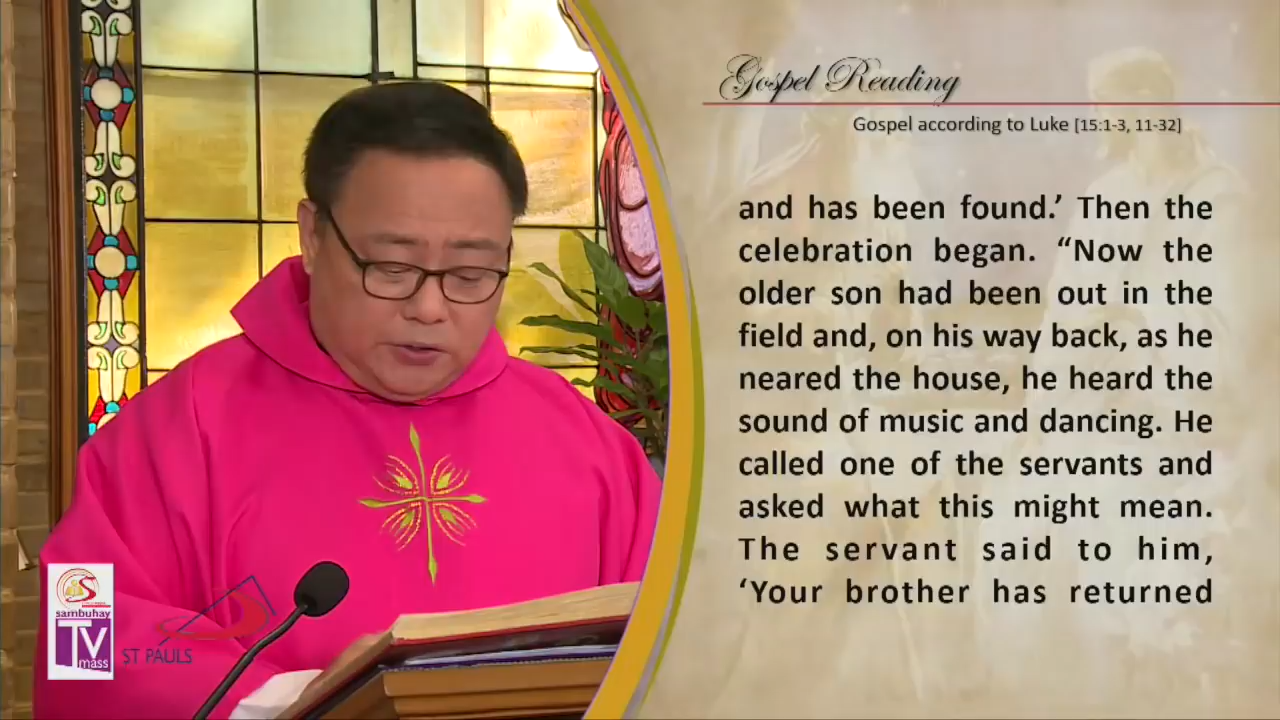 Gospel Reading
Gospel according to Luke [15:1-3, 11-32]
and has been found.’ Then the
celebration began. “Now the
older son had been out in the
field and, on his way back, as he
neared the house, he heard the
sound of music and dancing. He
called one of the servants and
asked what this might mean.
The servant said to him,
‘Your brother has returned
sambuhay
TV
mass
ST PAULS